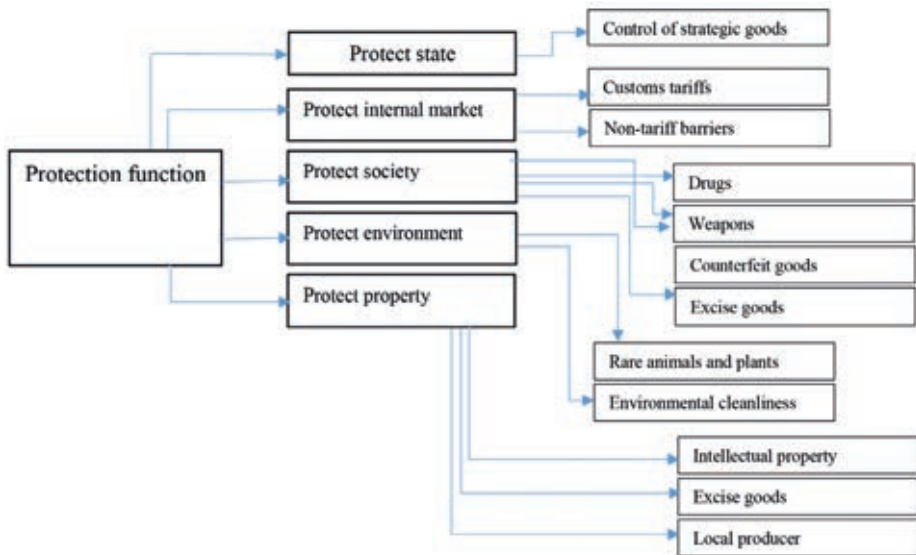 Protection function
Protect state
Protect internal market
Protect society
Protect environment
Protect property
Control of strategic goods
Customs tariffs
Non-tariff barriers
Drugs
Weapons
Counterfeit goods
Excise goods
Rare animals and plants
Environmental cleanliness
Intellectual property
Excise goods
Local producer